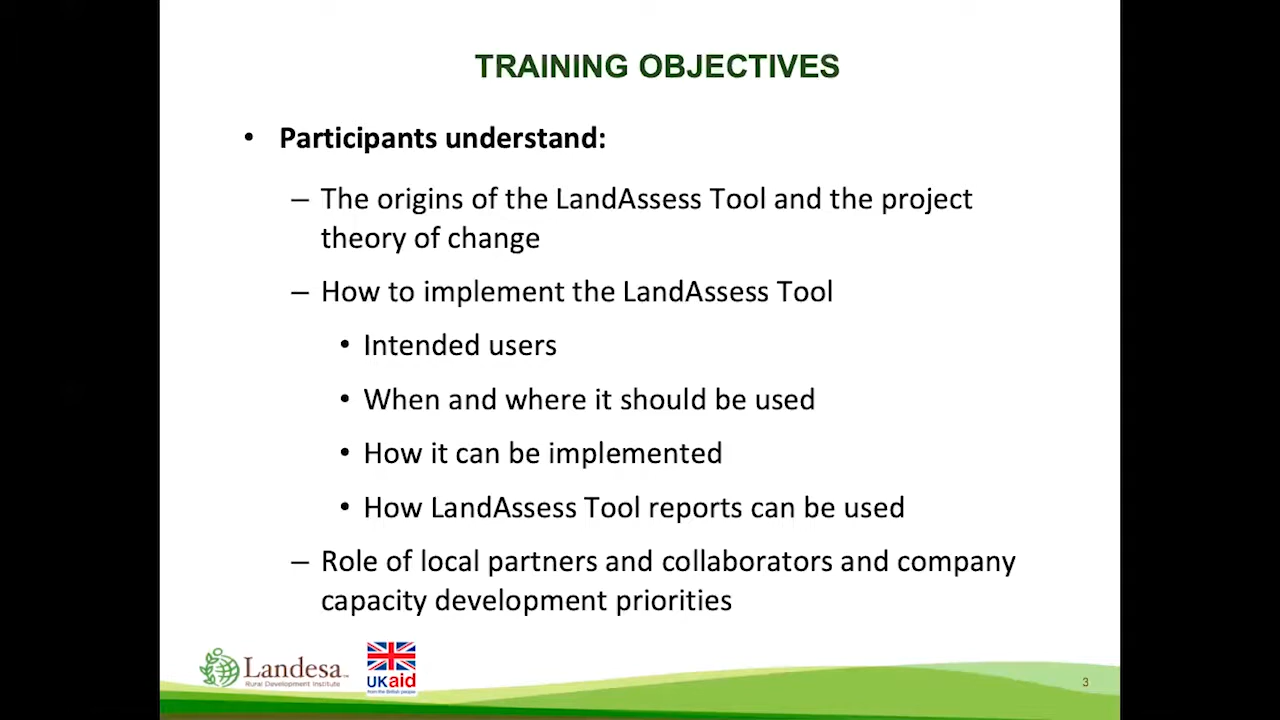 TRAINING OBJECTIVES
• Participants understand:
– The origins of the LandAssess Tool and the project
theory of change
– How to implement the LandAssess Tool
• Intended users
• When and where it should be used
• How it can be implemented
• How LandAssess Tool reports can be used
– Role of local partners and collaborators and company
capacity development priorities
Landesa
Rural Development Institute
UKaid
from the British people
3